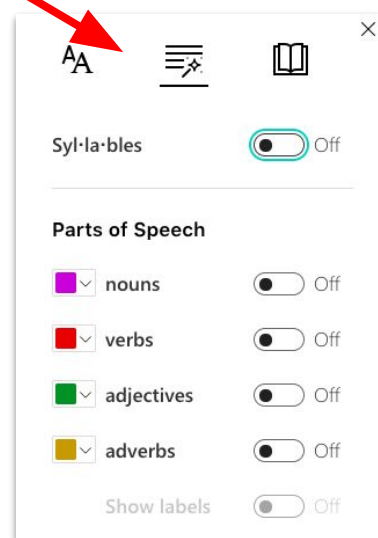 AA
Syl·la·bles Off
Parts of Speech
nouns Off
verbs Off
adjectives Off
adverbs Off
Show labels Off